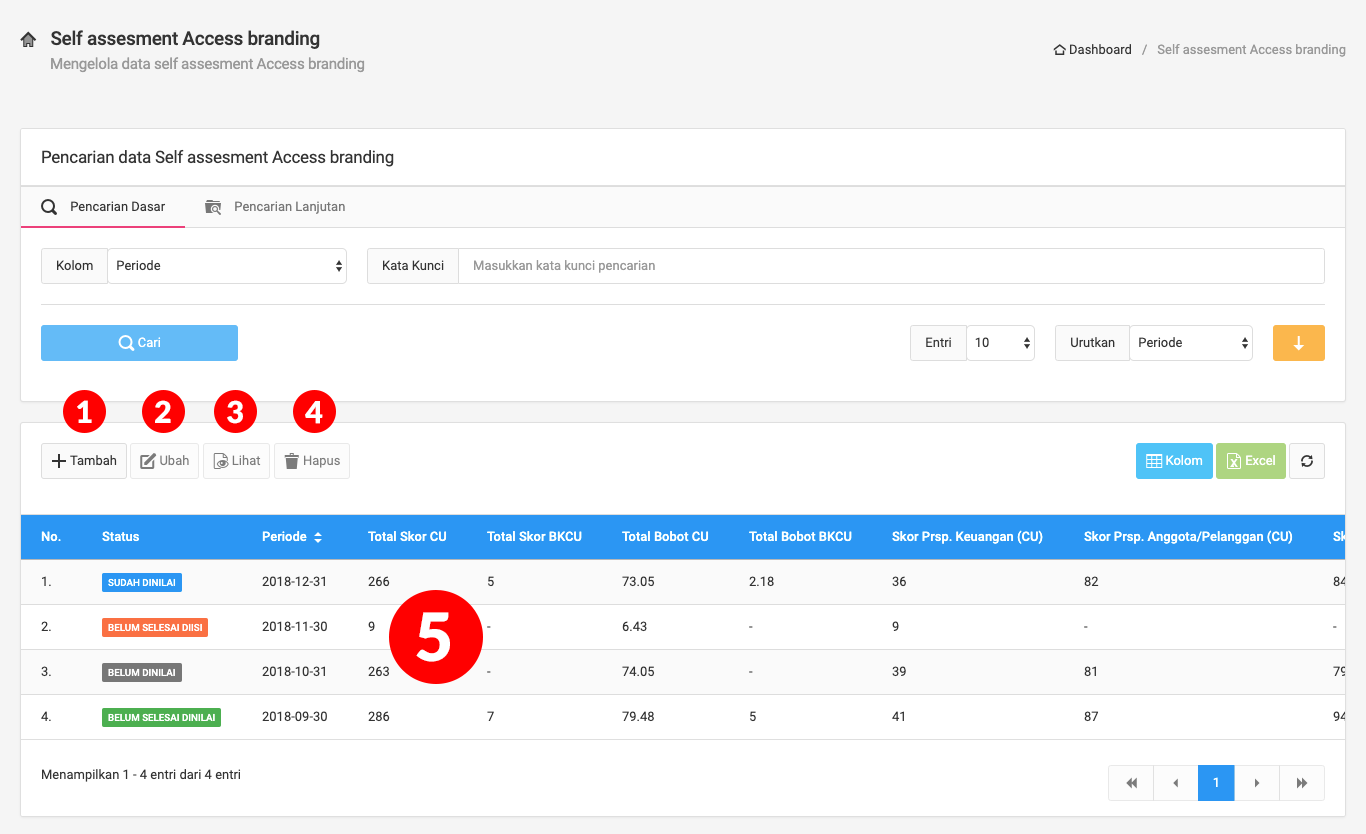 Self assesment Access branding
Mengelola data self assesment Access branding
Dashboard / Self assesment Access branding
Pencarian data Self assesment Access branding
Pencarian Dasar Pencarian Lanjutan
Kolom Periode Kata Kunci Masukkan kata kunci pencarian
Cari Entri 10 Urutkan Periode
1 2 3 4
Tambah Ubah Lihat Hapus Kolom Excel
No. Status Periode Total Skor CU Total Skor BKCU Total Bobot CU Total Bobot BKCU Skor Prsp. Keuangan (CU) Skor Prsp. Anggota/Pelanggan (CU) Sk
1. SUDAH DINILAI 2018-12-31 266 5 73.05 2.18 36 82 84
2. BELUM SELESAI DIISI 2018-11-30 9 - 6.43 - 9 - -
5
3. BELUM DINILAI 2018-10-31 263 - 74.05 - 39 81 79
4. BELUM SELESAI DINILAI 2018-09-30 286 7 79.48 5 41 87 94
Menampilkan 1 - 4 entri dari 4 entri
1